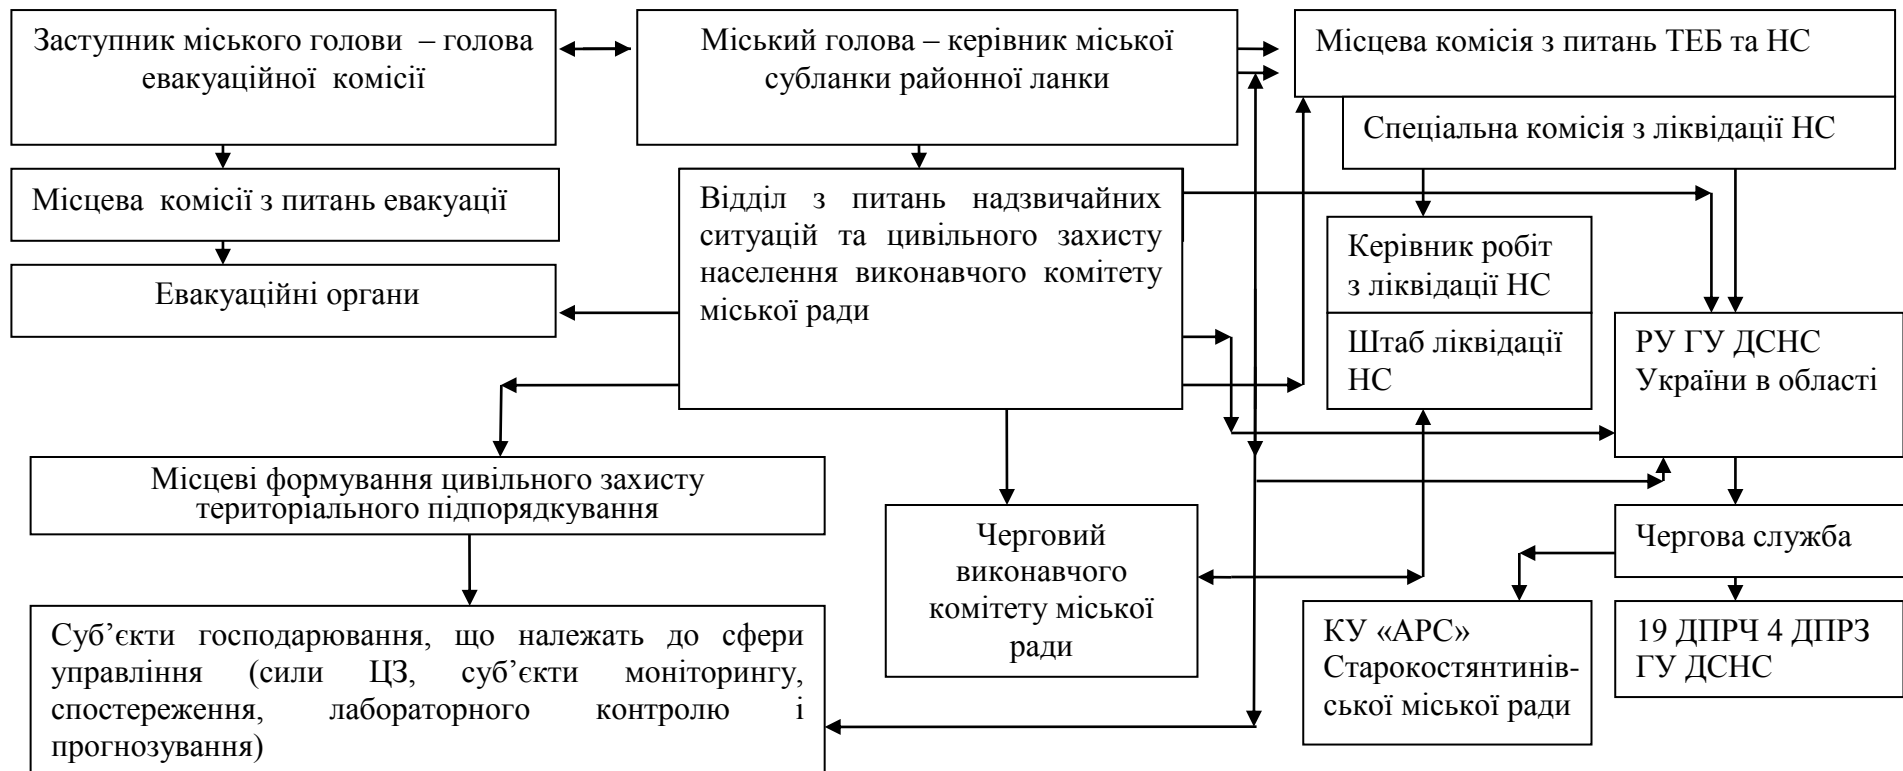 Заступник міського голови – голова
евакуаційної комісії
Міський голова – керівник міської
субланки районної ланки
Місцева комісія з питань ТЕБ та НС
Спеціальна комісія з ліквідації НС
Місцева комісії з питань евакуації
Евакуаційні органи
Відділ з питань надзвичайних
ситуацій та цивільного захисту
населення виконавчого комітету
міської ради
Керівник робіт
з ліквідації НС
Штаб ліквідації
НС
РУ ГУ ДСНС
України в області
Місцеві формування цивільного захисту
територіального підпорядкування
Черговий
виконавчого
комітету міської
ради
Чергова служба
Суб’єкти господарювання, що належать до сфери
управління (сили ЦЗ, суб’єкти моніторингу,
спостереження, лабораторного контролю і
прогнозування)
КУ «АРС»
Старокостянтинів-
ської міської ради
19 ДПРЧ 4 ДПРЗ
ГУ ДСНС